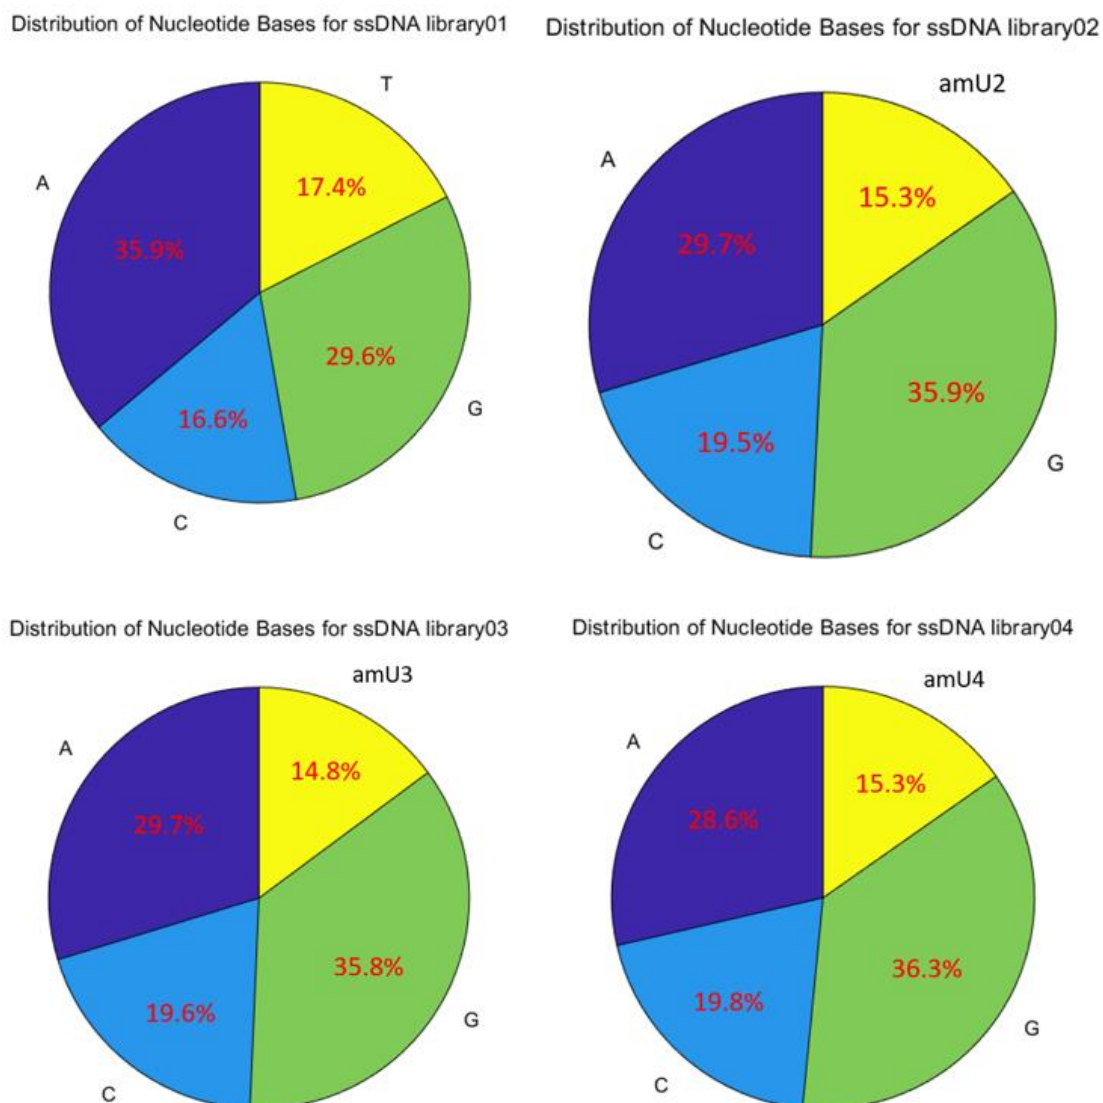 Distribution of Nucleotide Bases for ssDNA library01
T
A
17.4%
35.9%
29.6%
G
16.6%
C
Distribution of Nucleotide Bases for ssDNA library02
amU2
A
15.3%
29.7%
35.9%
19.5%
G
C
Distribution of Nucleotide Bases for ssDNA library03
amU3
A
14.8%
29.7%
35.8%
19.6%
G
C
Distribution of Nucleotide Bases for ssDNA library04
amU4
A
15.3%
28.6%
36.3%
19.8%
G
C